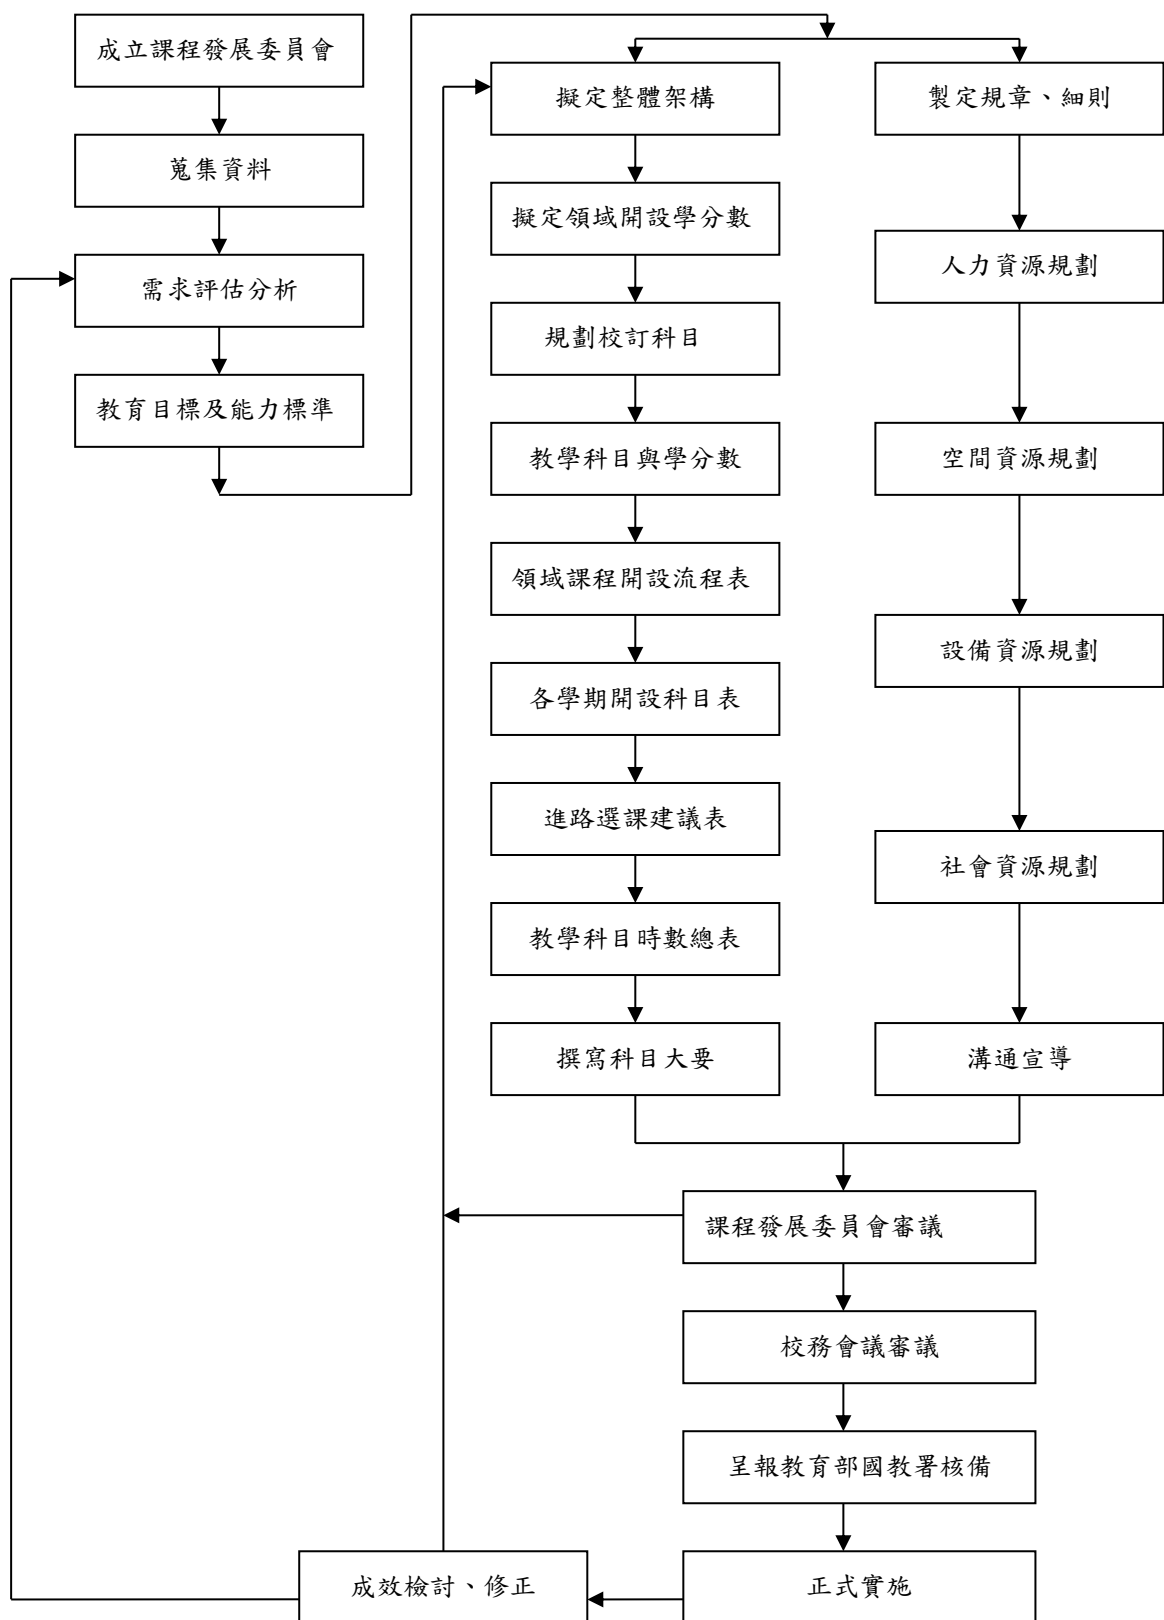 成立課程發展委員會
蒐集資料
需求評估分析
教育目標及能力標準
擬定整體架構
擬定領域開設學分數
規劃校訂科目
教學科目與學分數
領域課程開設流程表
各學期開設科目表
進路選課建議表
教學科目時數總表
撰寫科目大要
製定規章、細則
人力資源規劃
空間資源規劃
設備資源規劃
社會資源規劃
溝通宣導
課程發展委員會審議
校務會議審議
呈報教育部國教署核備
正式實施
成效檢討、修正